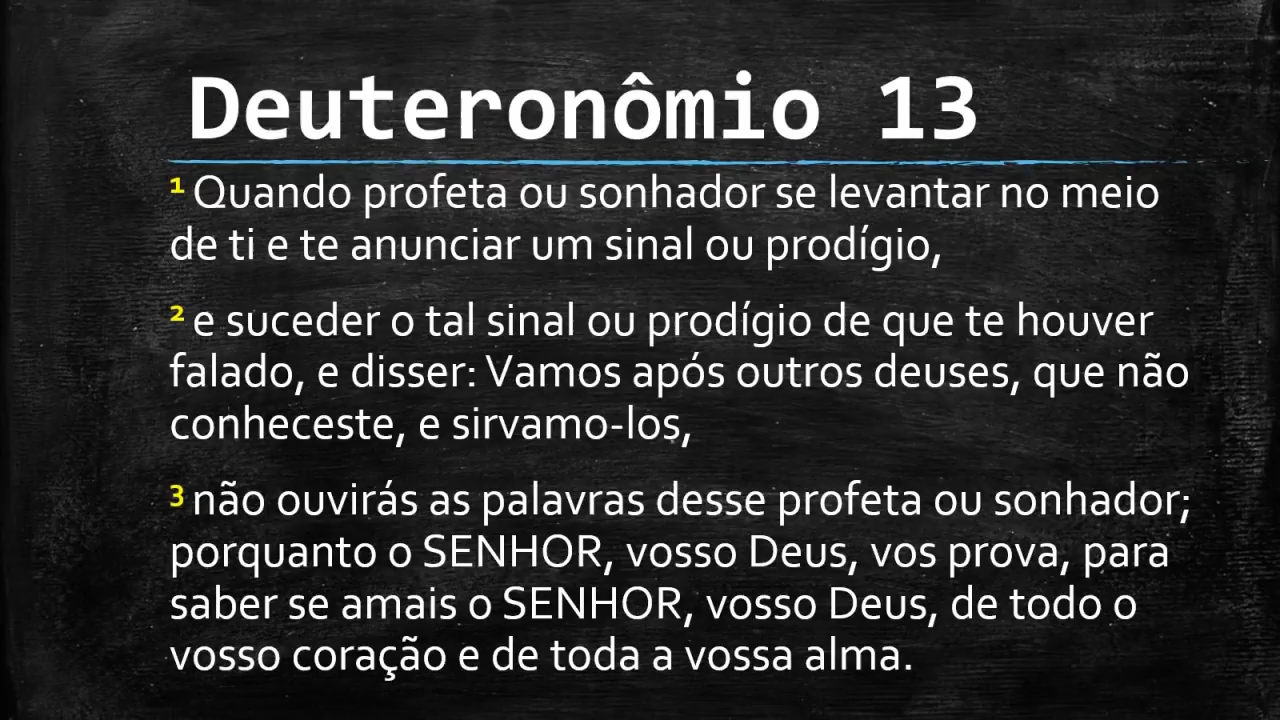 Deuteronômio 13
1 Quando profeta ou sonhador se levantar no meio
de ti e te anunciar um sinal ou prodígio,
2 e suceder o tal sinal ou prodígio de que te houver
falado, e disser: Vamos após outros deuses, que não
conheceste, e sirvamo-los,
3 não ouvirás as palavras desse profeta ou sonhador;
porquanto o SENHOR, vosso Deus, vos prova, para
saber se amais o SENHOR, vosso Deus, de todo o
vosso coração e de toda a vossa alma.